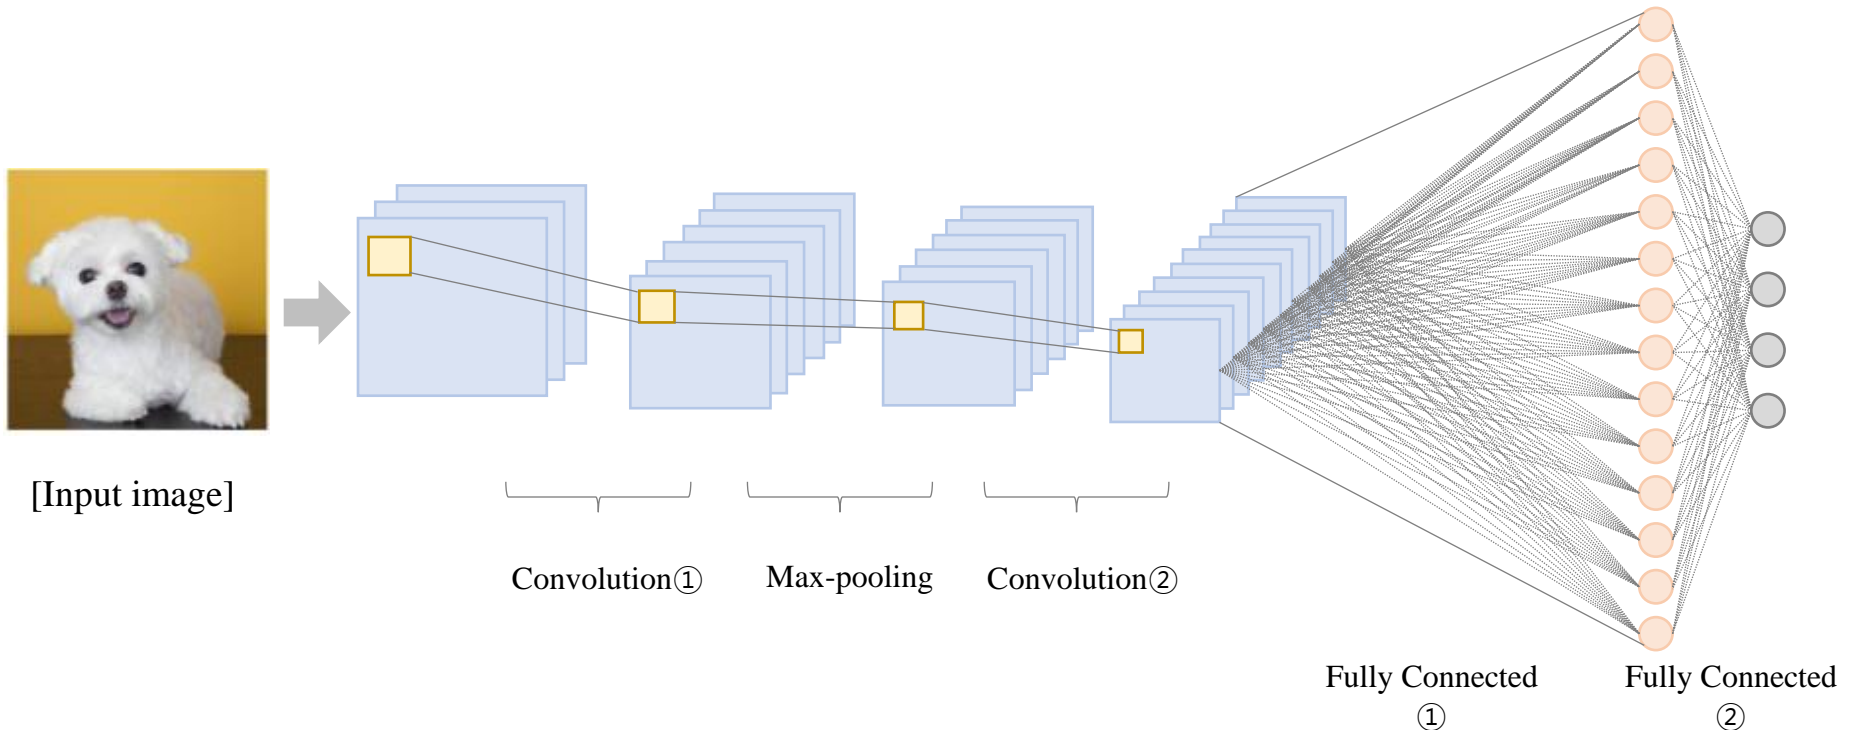 [Input image]
Convolution①
Max-pooling
Convolution②
Fully Connected
①
Fully Connected
②